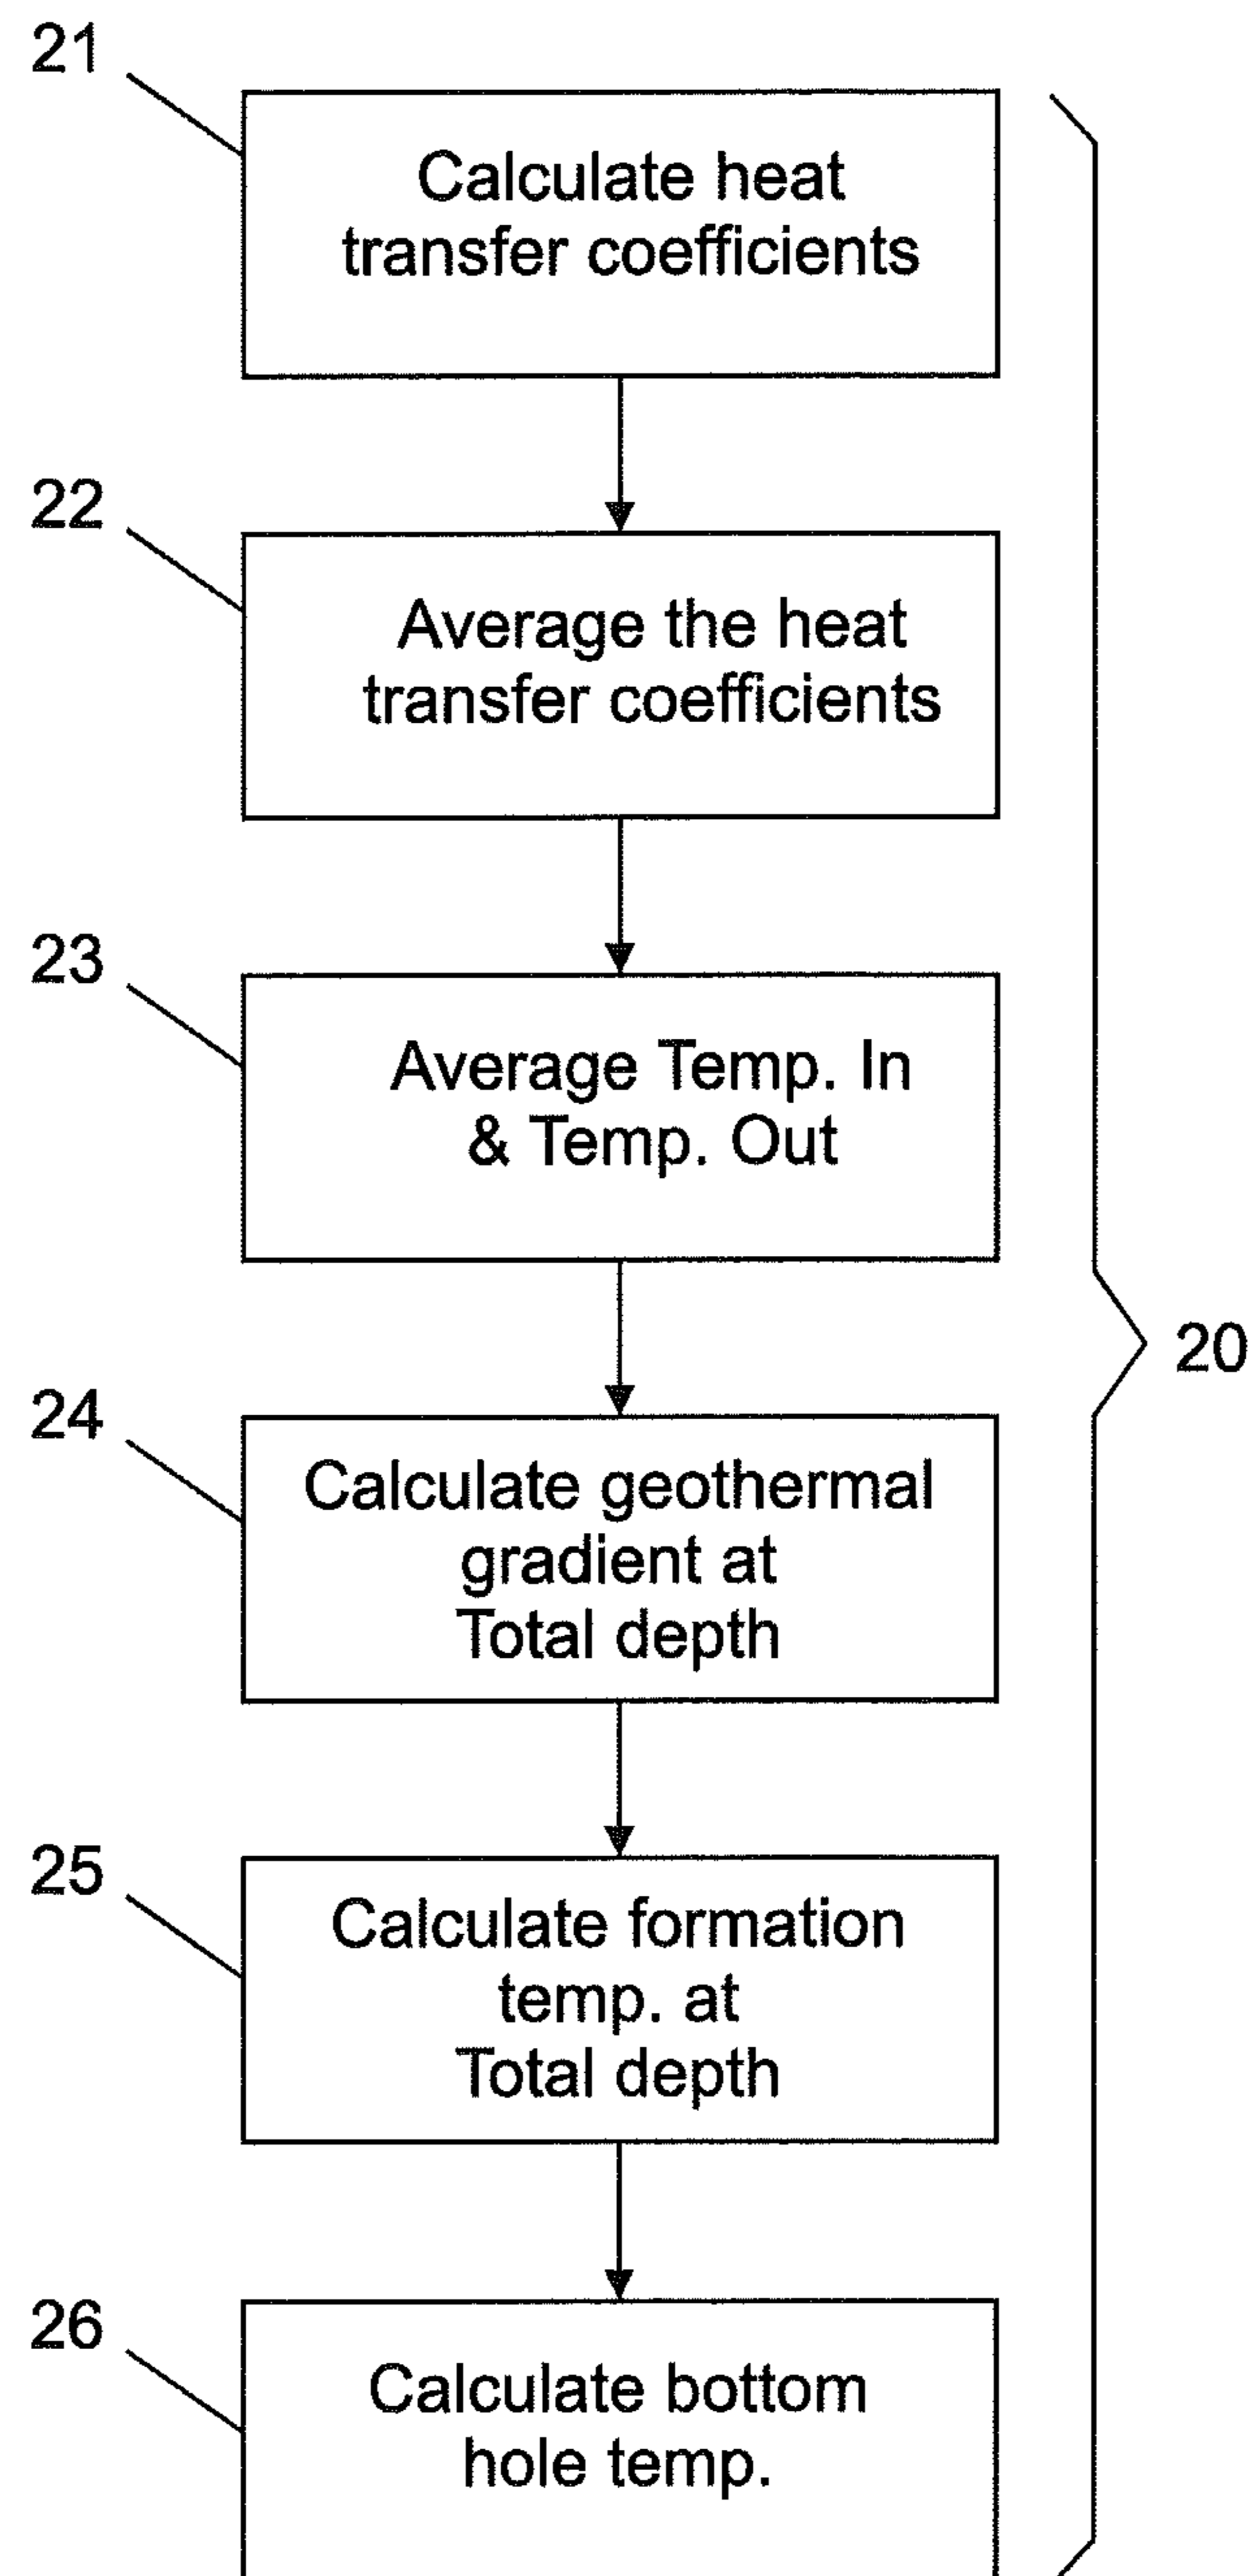 21
Calculate heat
transfer coefficients
22
Average the heat
transfer coefficients
23
Average Temp. In
& Temp. Out
20
24
Calculate geothermal
gradient at
Total depth
25
Calculate formation
temp. at
Total depth
26
Calculate bottom
hole temp.